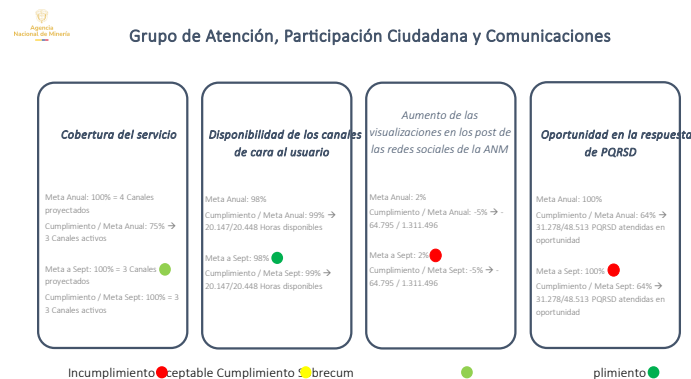 Agencia
Nacional de Minería
Grupo de Atención, Participación Ciudadana y Comunicaciones
Cobertura del servicio
Meta Anual: 100% = 4 Canales
proyectados
Cumplimiento / Meta Anual: 75% →
3 Canales activos
Meta a Sept: 100% = 3 Canales
proyectados
Cumplimiento / Meta Sept: 100% = 3
3 Canales activos
Disponibilidad de los canales
de cara al usuario
Meta Anual: 98%
Cumplimiento / Meta Anual: 99% →
20.147/20.448 Horas disponibles
Meta a Sept: 98%
Cumplimiento / Meta Sept: 99% →
20.147/20.448 Horas disponibles
Aumento de las
visualizaciones en los post de
las redes sociales de la ANM
Meta Anual: 2%
Cumplimiento / Meta Anual: -5% → -
64.795 / 1.311.496
Meta a Sept: 2%
Cumplimiento / Meta Sept: -5% → -
64.795 / 1.311.496
Oportunidad en la respuesta
de PQRSD
Meta Anual: 100%
Cumplimiento / Meta Anual: 64% →
31.278/48.513 PQRSD atendidas en
oportunidad
Meta a Sept: 100%
Cumplimiento / Meta Sept: 64% →
31.278/48.513 PQRSD atendidas en
oportunidad
Incumplimiento ceptable Cumplimiento S brecum plimiento